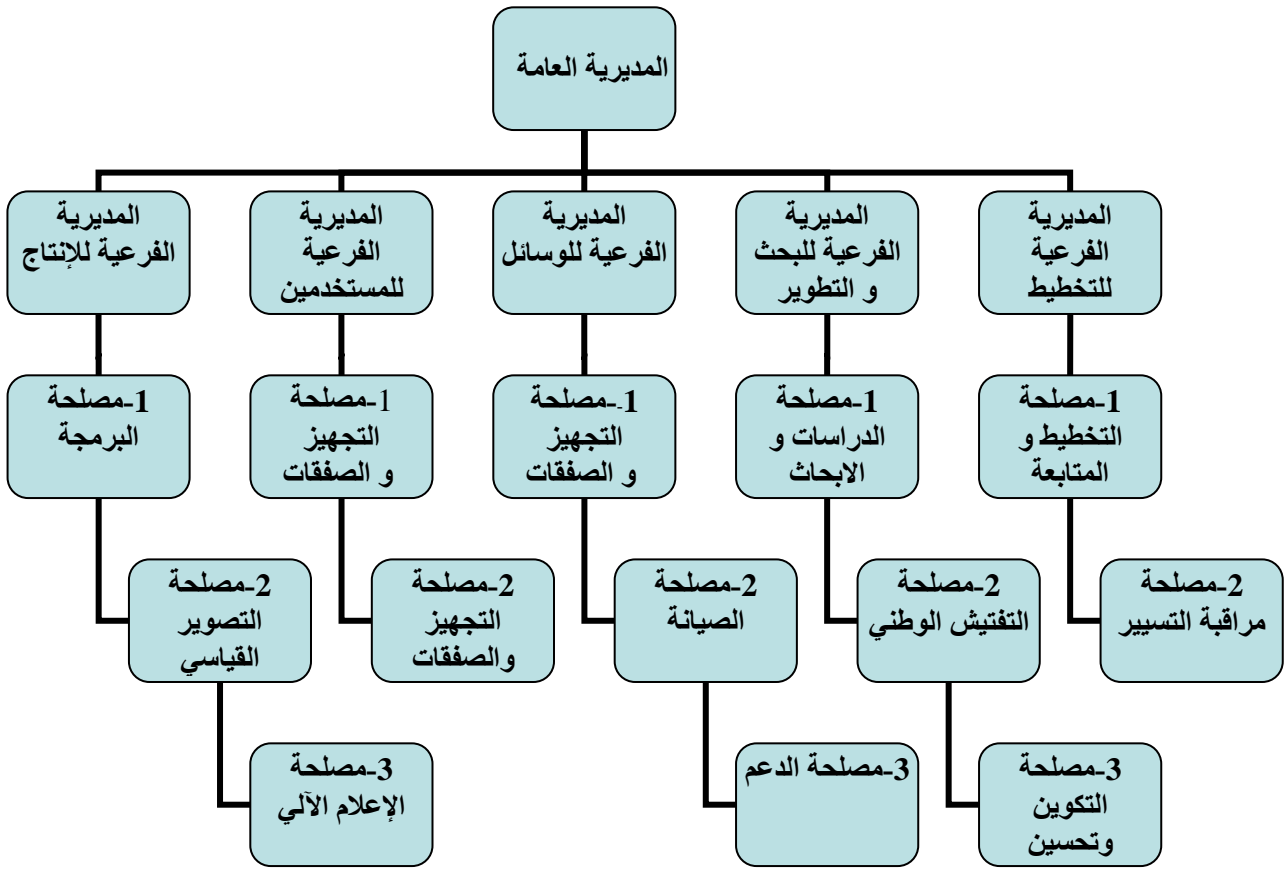 المديرية العامة
المديرية
الفرعية
للتخطيط
المديرية
الفرعية للبحث
و التطوير
المديرية
الفرعية للوسائل
المديرية
الفرعية
للمستخدمين
المديرية
الفرعية للإنتاج
1-مصلحة
التخطيط و
المتابعة
1-مصلحة
الدراسات و
الابحاث
1.-مصلحة
التجهيز
و الصفقات
1-مصلحة
التجهيز
و الصفقات
1-مصلحة
البرمجة
2-مصلحة
مراقبة التسيير
2-مصلحة
التفتيش الوطني
2-مصلحة
الصيانة
2-مصلحة
التجهيز
والصفقات
2-مصلحة
التصوير
القياسي
3-مصلحة
التكوين
وتحسين
3-مصلحة الدعم
3-مصلحة
الإعلام الآلي